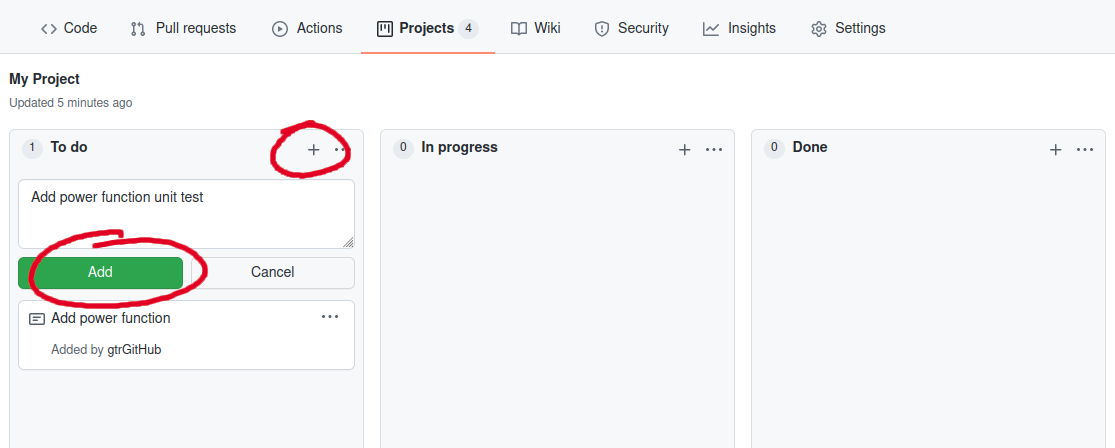 Code Pull requests Actions Projects 4 Wiki Security Insights Settings
My Project
Updated 5 minutes ago
1 To do
Add power function unit test
Add Cancel
Add power function
Added by gtrGitHub
0 In progress
0 Done